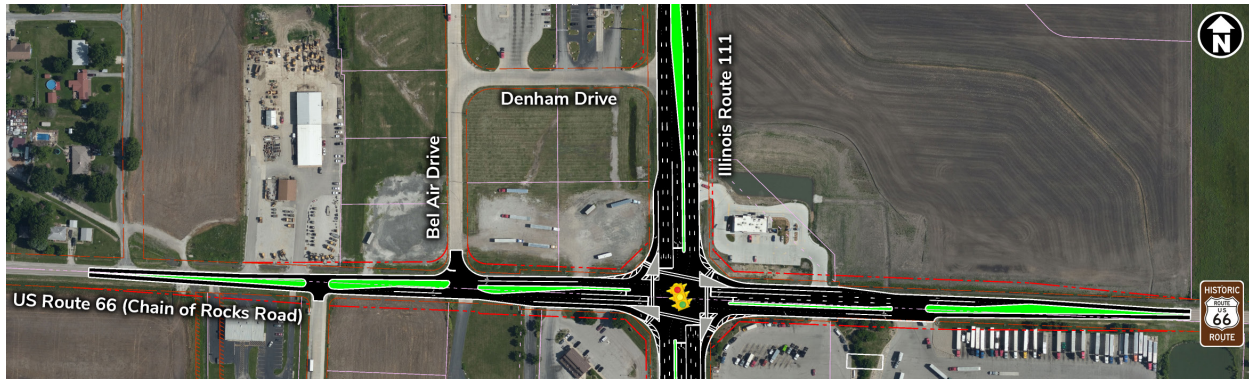 N
Illinois Route 111
Denham Drive
Bel Air Drive
US Route 66 (Chain of Rocks Road)
HISTORIC
ROUTE
US
66
ROUTE